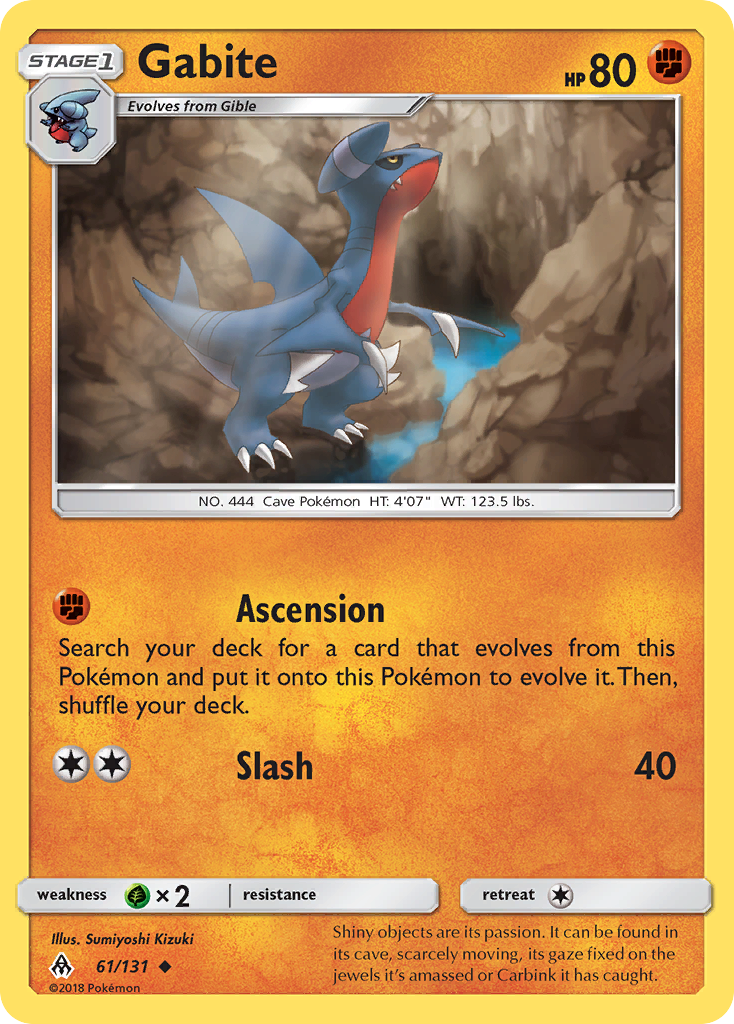 STAGE1
Gabite
HP80
Evolves from Gible
NO. 444 Cave Pokémon HT: 4'07" WT: 123.5 lbs.
Ascension
Search your deck for a card that evolves from this
Pokémon and put it onto this Pokémon to evolve it. Then,
shuffle your deck.
Slash 40
weakness ×2 resistance retreat
Illus. Sumiyoshi Kizuki
61/131
©2018 Pokémon
Shiny objects are its passion. It can be found in
its cave, scarcely moving, its gaze fixed on the
jewels it's amassed or Carbink it has caught.